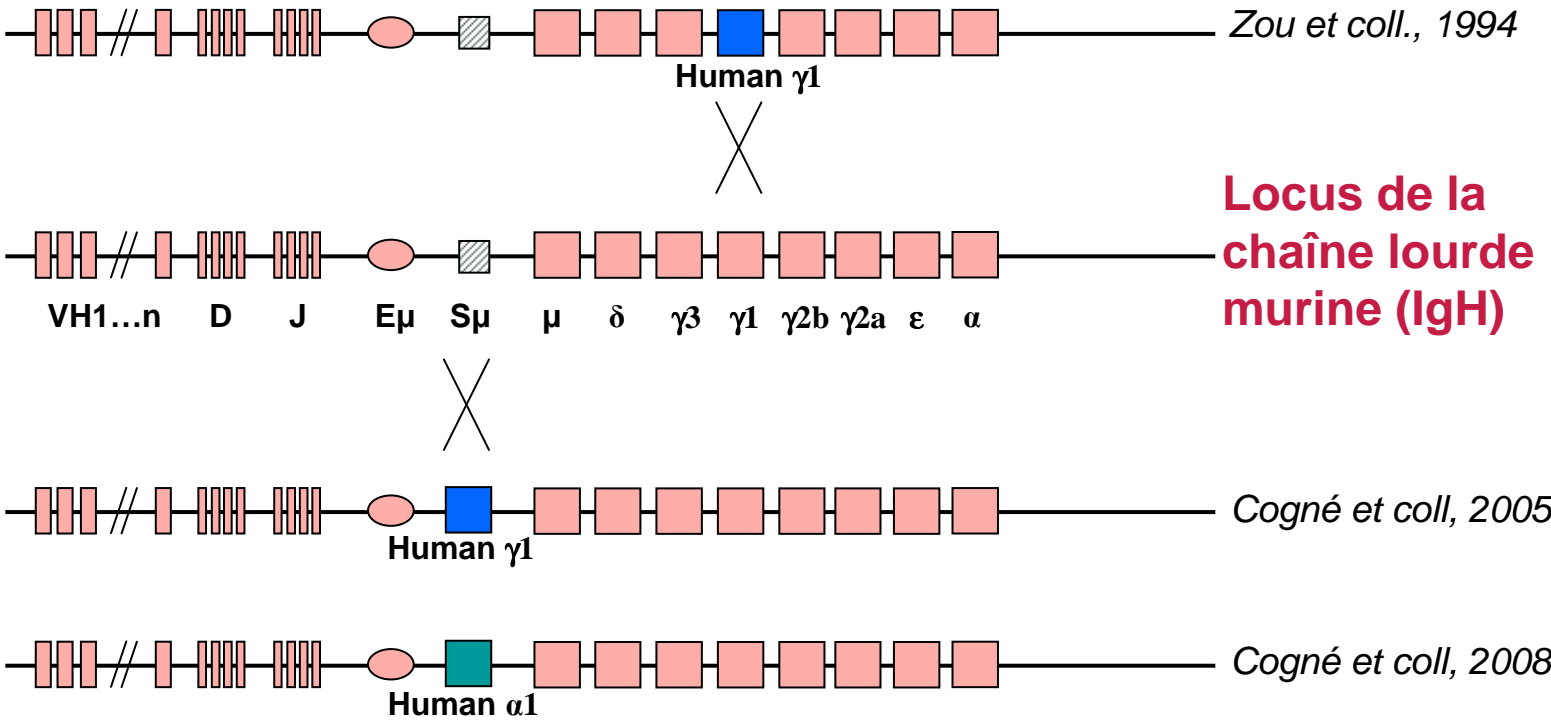 Zou et coll., 1994
Human γ1
Locus de la
chaîne lourde
murine (IgH)
VH1...n D J Eμ Sμ μ δ γ3 γ1 γ2b γ2a ε α
Human γ1
Cogné et coll, 2005
Human α1
Cogné et coll, 2008